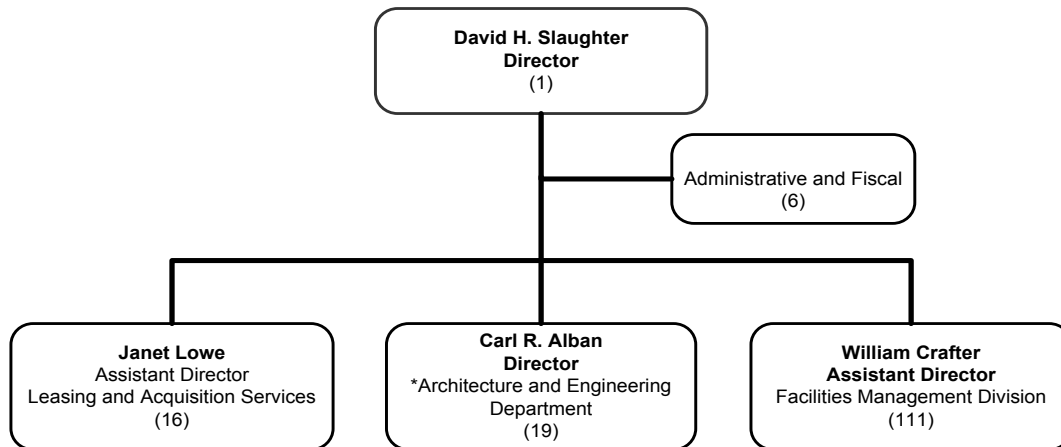 David H. Slaughter
Director
(1)
Administrative and Fiscal
(6)
Janet Lowe
Assistant Director
Leasing and Acquisition Services
(16)
Carl R. Alban
Director
*Architecture and Engineering
Department
(19)
William Crafter
Assistant Director
Facilities Management Division
(111)